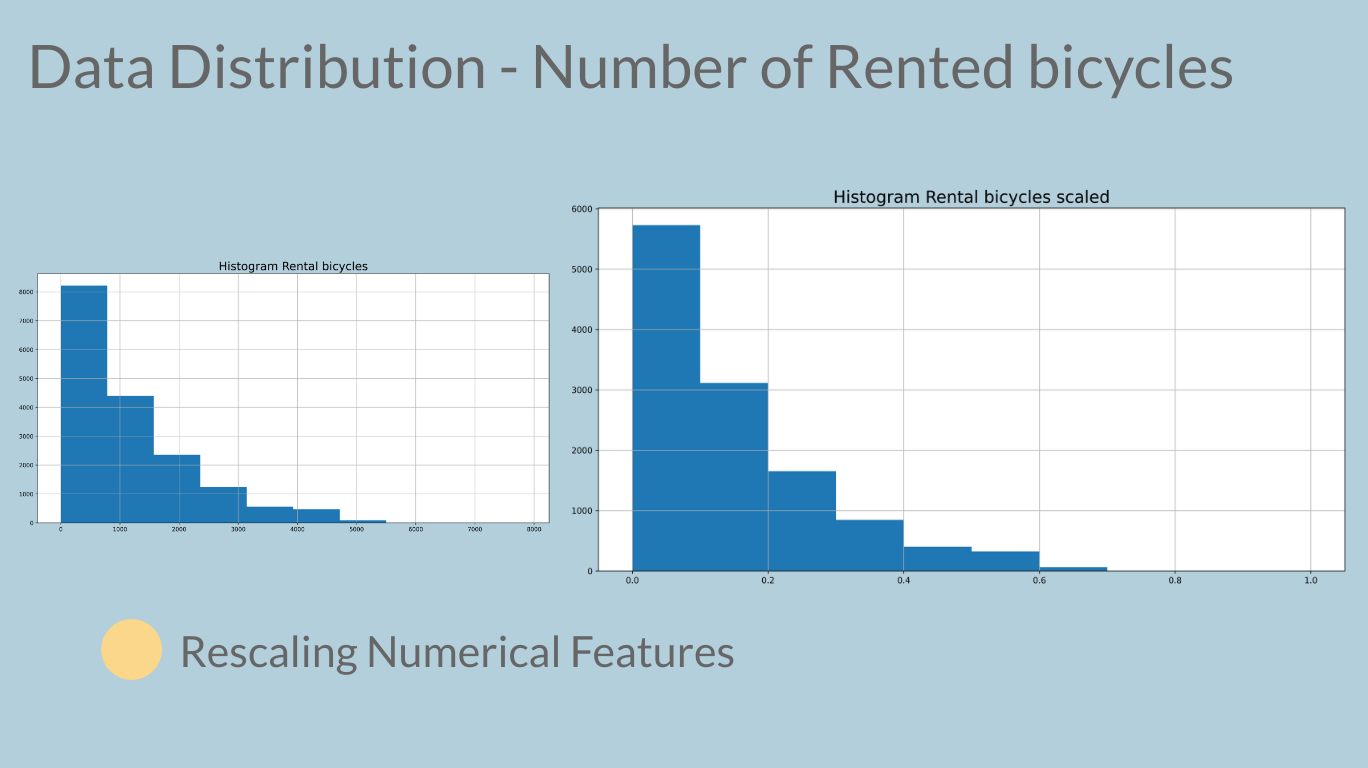 Data Distribution - Number of Rented bicycles
Histogram Rental bicycles
8000
7000
6000
5000
4000
3000
2000
1000
0
0 1000 2000 3000 4000 5000 6000 7000 8000
Histogram Rental bicycles scaled
6000
5000
4000
3000
2000
1000
0
0.0 0.2 0.4 0.6 0.8 1.0
Rescaling Numerical Features